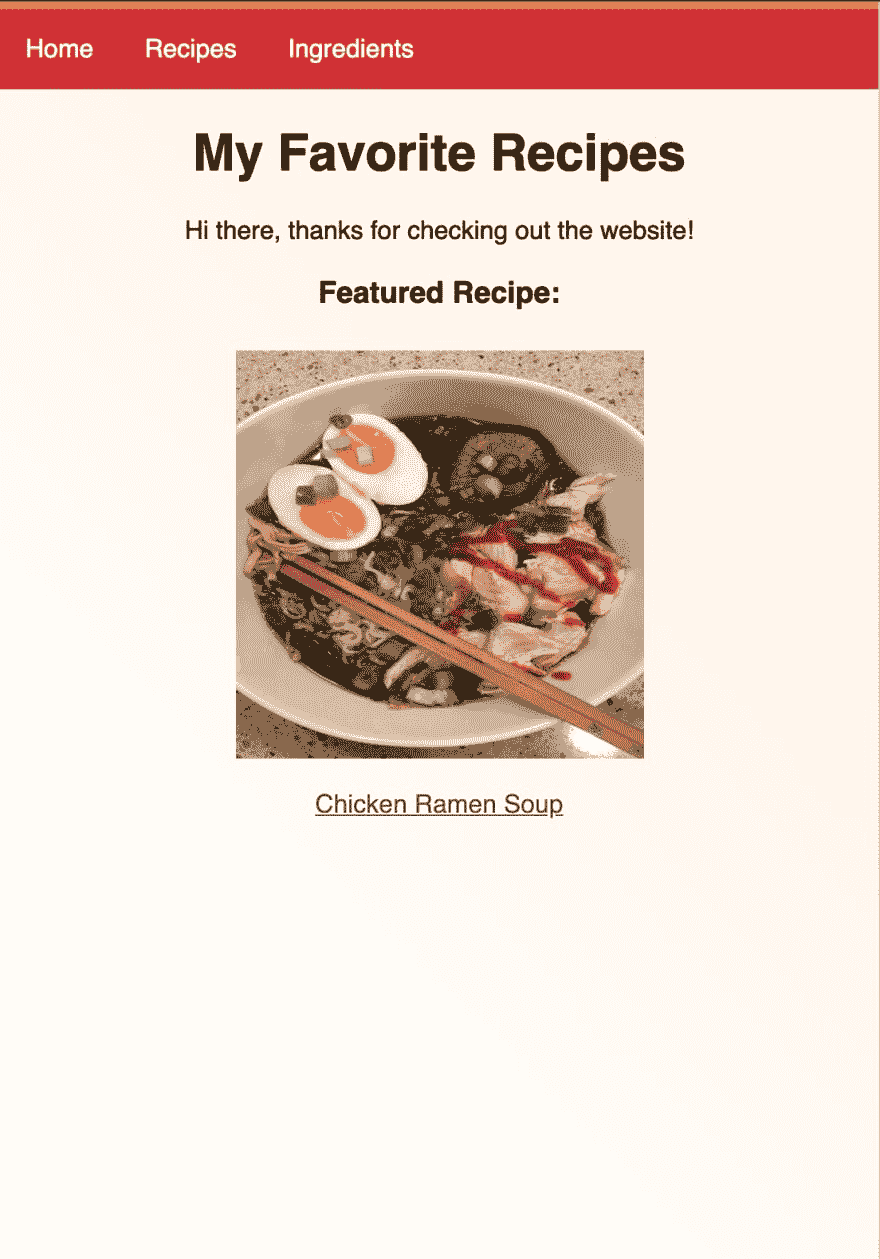 Home Recipes Ingredients
My Favorite Recipes
Hi there, thanks for checking out the website!
Featured Recipe:
Chicken Ramen Soup